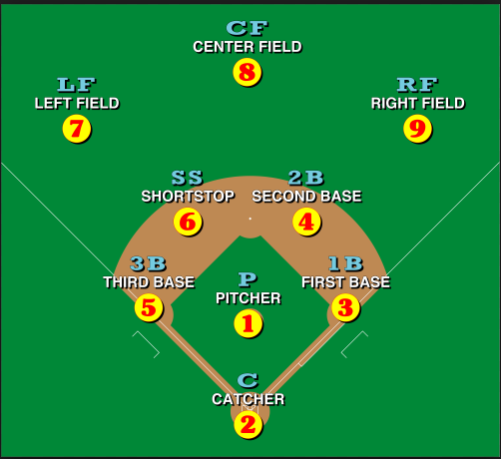 CF
CENTER FIELD
8
LF
LEFT FIELD
7
RF
RIGHT FIELD
9
SS
SHORTSTOP
6
2B
SECOND BASE
4
3B
THIRD BASE
5
P
PITCHER
1
1B
FIRST BASE
3
C
CATCHER
2